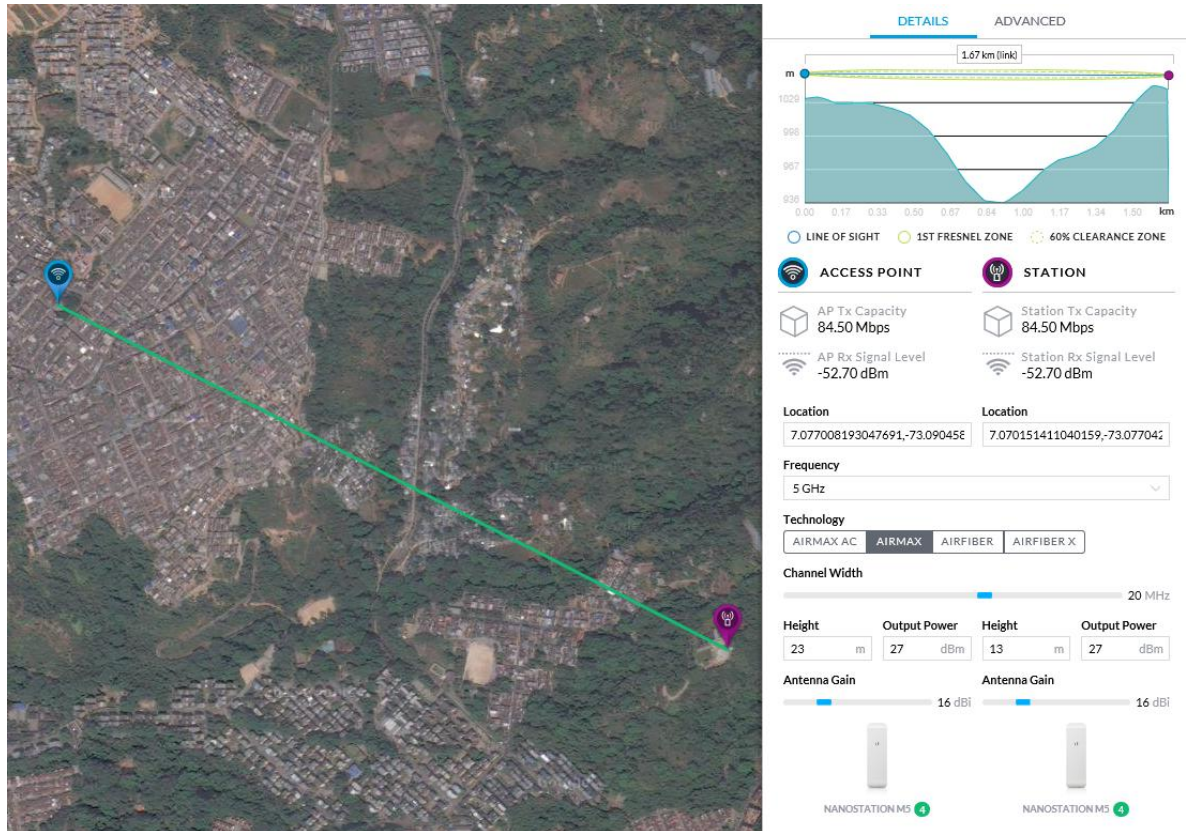 DETAILS ADVANCED
1.67 km (link)
m
1029
998
967
936
0.00 0.17 0.33 0.50 0.67 0.84 1.00 1.17 1.34 1.50 km
LINE OF SIGHT 1ST FRESNEL ZONE 60% CLEARANCE ZONE
ACCESS POINT STATION
AP Tx Capacity Station Tx Capacity
84.50 Mbps 84.50 Mbps
AP Rx Signal Level Station Rx Signal Level
-52.70 dBm -52.70 dBm
Location Location
7.077008193047691,-73.090458 7.070151411040159,-73.077042
Frequency
5 GHz
Technology
AIRMAX AC AIRMAX AIRFIBER AIRFIBER X
Channel Width
20 MHz
Height Output Power Height Output Power
23 m 27 dBm 13 m 27 dBm
Antenna Gain Antenna Gain
16 dBi 16 dBi
NANOSTATION M5 4 NANOSTATION M5 4